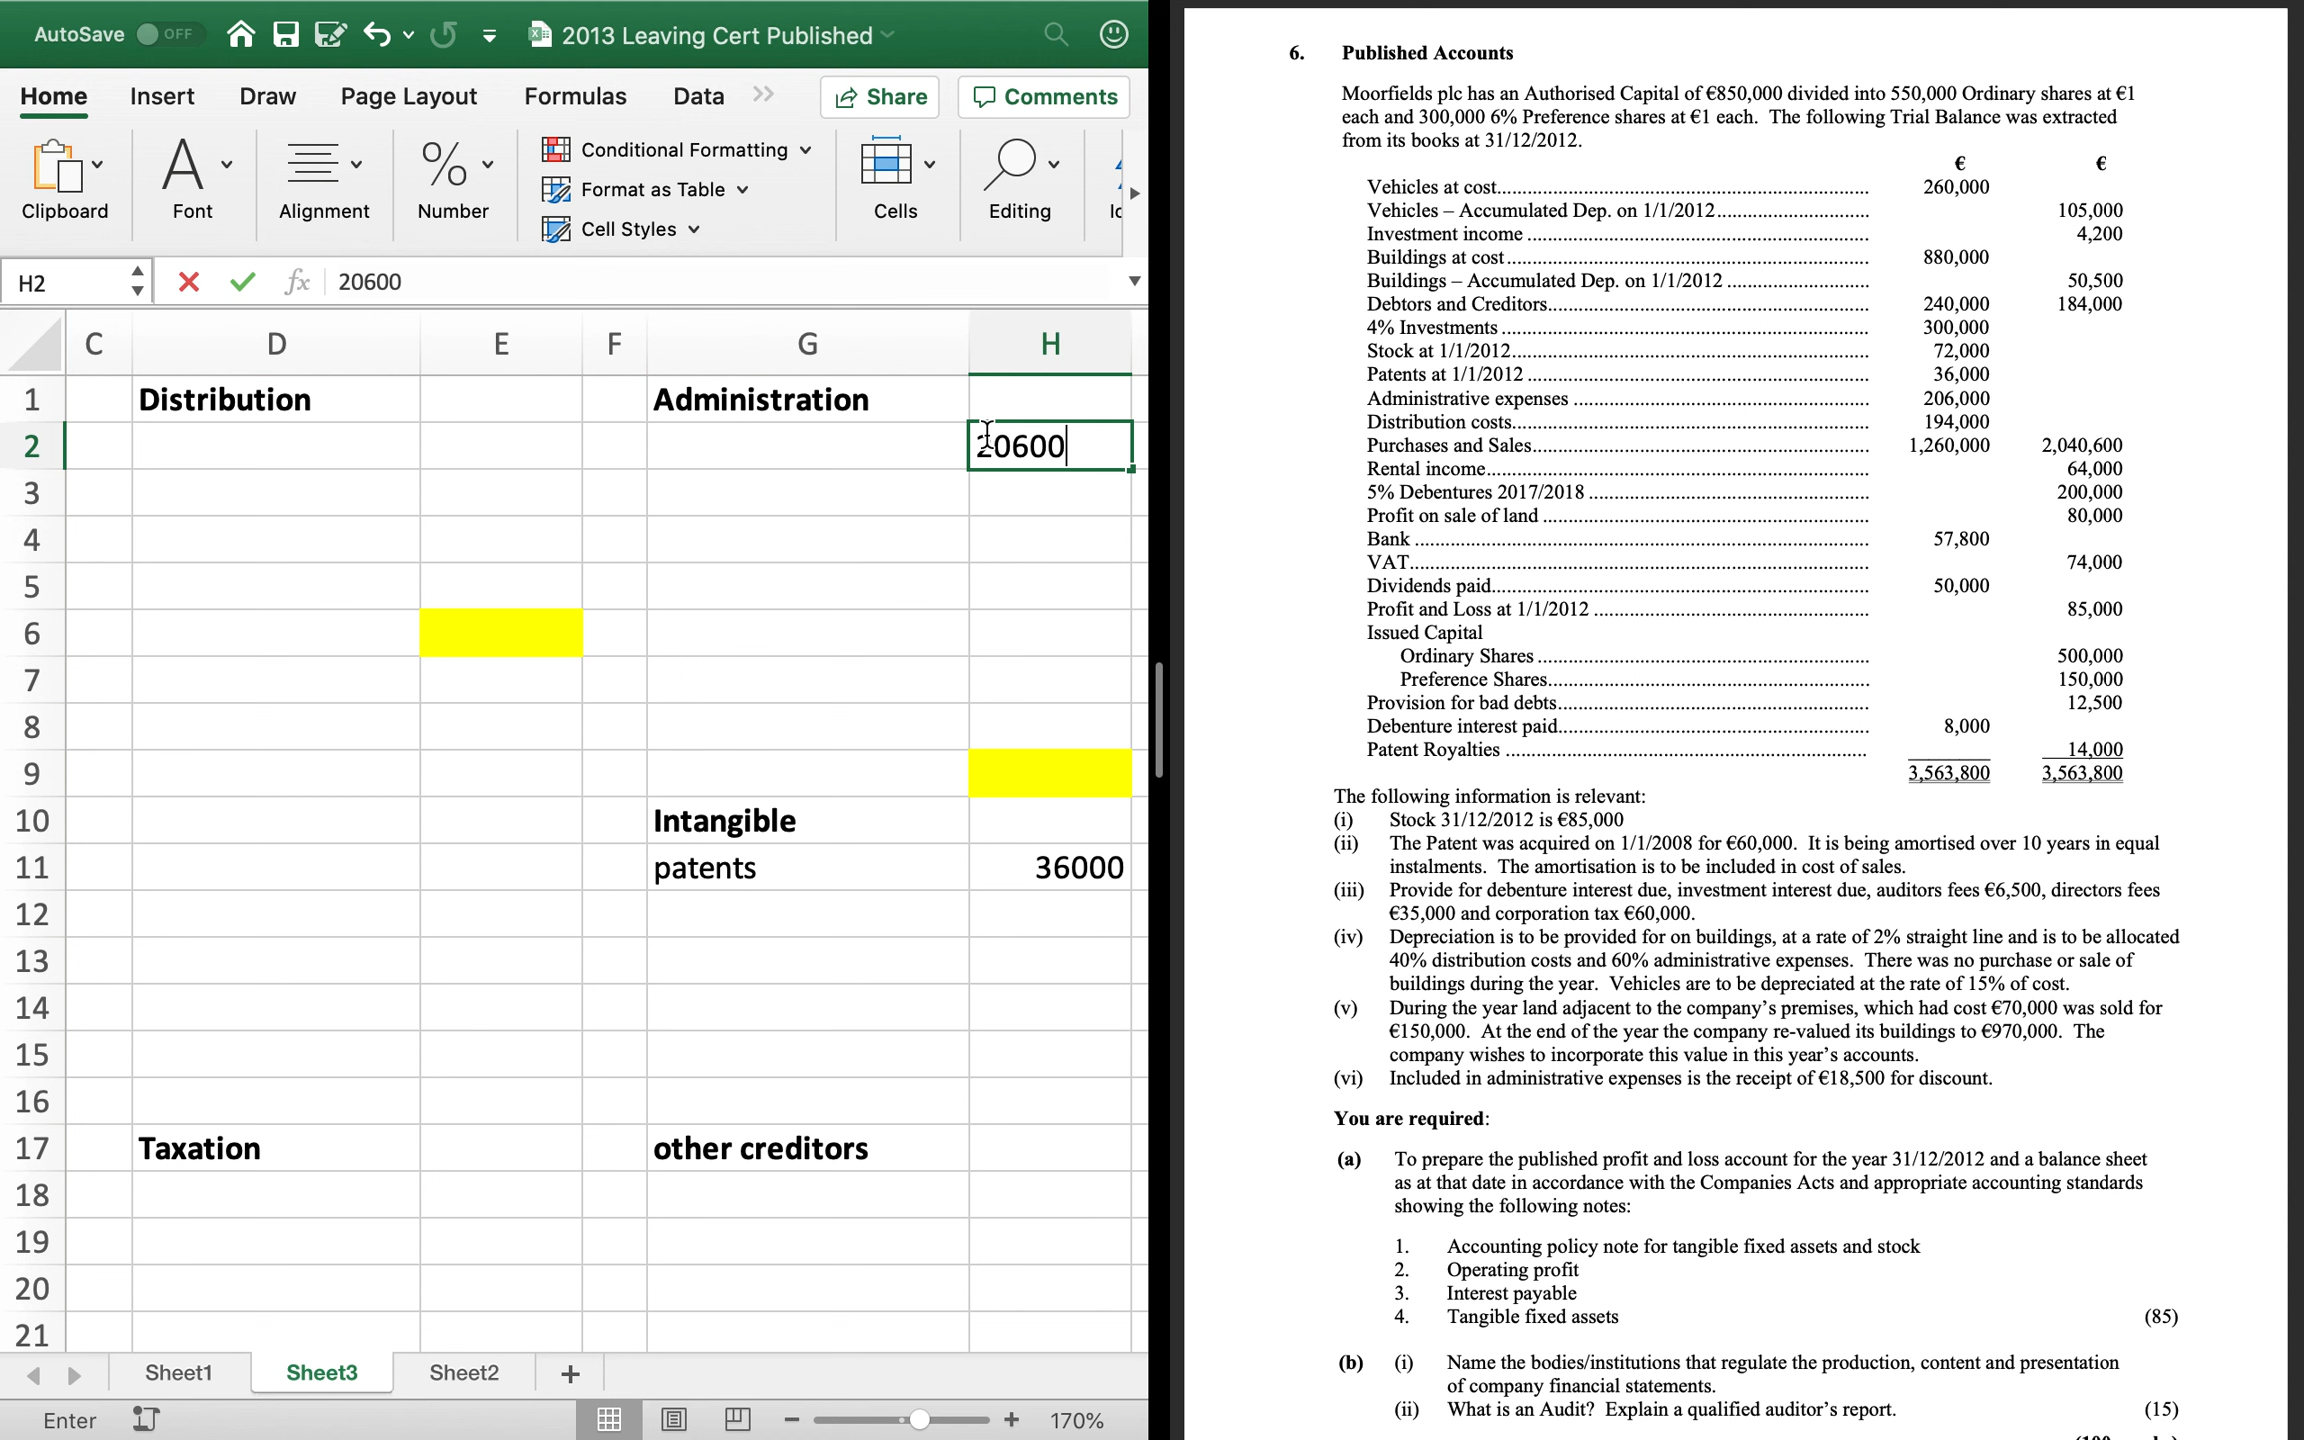 AutoSave OFF 2013 Leaving Cert Published
Home Insert Draw Page Layout Formulas Data Share Comments
Clipboard Font Alignment Number Conditional Formatting Format as Table Cell Styles Cells Editing
H2 fx 20600
C D E F G H
1 Distribution Administration
2 20600
3
4
5
6
7
8
9
10 Intangible
11 patents 36000
12
13
14
15
16
17 Taxation other creditors
18
19
20
21
Sheet1 Sheet3 Sheet2 +
Enter 170%
6. Published Accounts
Moorfields plc has an Authorised Capital of €850,000 divided into 550,000 Ordinary shares at €1
each and 300,000 6% Preference shares at €1 each. The following Trial Balance was extracted
from its books at 31/12/2012.
€ €
Vehicles at cost 260,000
Vehicles – Accumulated Dep. on 1/1/2012 105,000
Investment income 4,200
Buildings at cost 880,000
Buildings – Accumulated Dep. on 1/1/2012 50,500
Debtors and Creditors 240,000 184,000
4% Investments 300,000
Stock at 1/1/2012 72,000
Patents at 1/1/2012 36,000
Administrative expenses 206,000
Distribution costs 194,000
Purchases and Sales 1,260,000 2,040,600
Rental income 64,000
5% Debentures 2017/2018 200,000
Profit on sale of land 80,000
Bank 57,800
VAT 74,000
Dividends paid 50,000
Profit and Loss at 1/1/2012 85,000
Issued Capital
Ordinary Shares 500,000
Preference Shares 150,000
Provision for bad debts 12,500
Debenture interest paid 8,000
Patent Royalties 14,000
3,563,800 3,563,800
The following information is relevant:
(i) Stock 31/12/2012 is €85,000
(ii) The Patent was acquired on 1/1/2008 for €60,000. It is being amortised over 10 years in equal
instalments. The amortisation is to be included in cost of sales.
(iii) Provide for debenture interest due, investment interest due, auditors fees €6,500, directors fees
€35,000 and corporation tax €60,000.
(iv) Depreciation is to be provided for on buildings, at a rate of 2% straight line and is to be allocated
40% distribution costs and 60% administrative expenses. There was no purchase or sale of
buildings during the year. Vehicles are to be depreciated at the rate of 15% of cost.
(v) During the year land adjacent to the company's premises, which had cost €70,000 was sold for
€150,000. At the end of the year the company re-valued its buildings to €970,000. The
company wishes to incorporate this value in this year's accounts.
(vi) Included in administrative expenses is the receipt of €18,500 for discount.
You are required:
(a) To prepare the published profit and loss account for the year 31/12/2012 and a balance sheet
as at that date in accordance with the Companies Acts and appropriate accounting standards
showing the following notes:
1. Accounting policy note for tangible fixed assets and stock
2. Operating profit
3. Interest payable
4. Tangible fixed assets (85)
(b) (i) Name the bodies/institutions that regulate the production, content and presentation
of company financial statements.
(ii) What is an Audit? Explain a qualified auditor's report. (15)